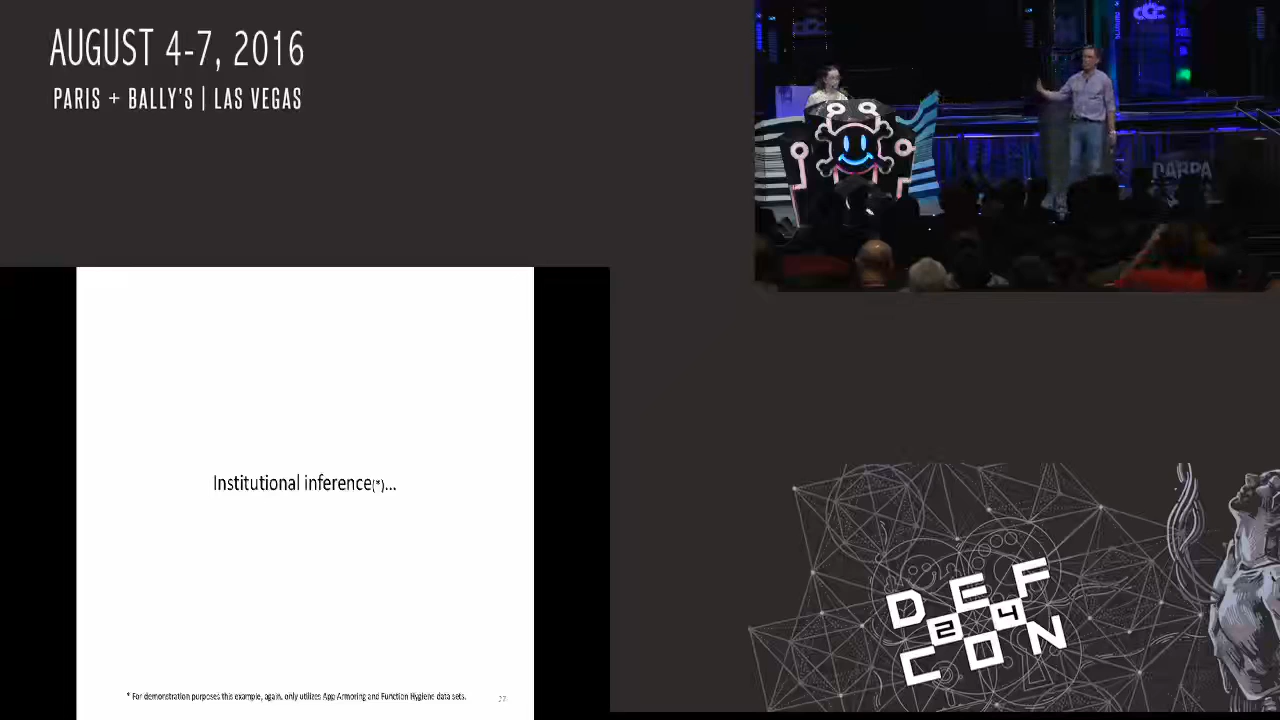 AUGUST 4-7, 2016
PARIS + BALLY'S | LAS VEGAS
DARPA
Institutional inference(*)...
* For demonstration purposes this example, again, only utilizes App Armoring and Function Hygiene data sets.
DEF
24
CON